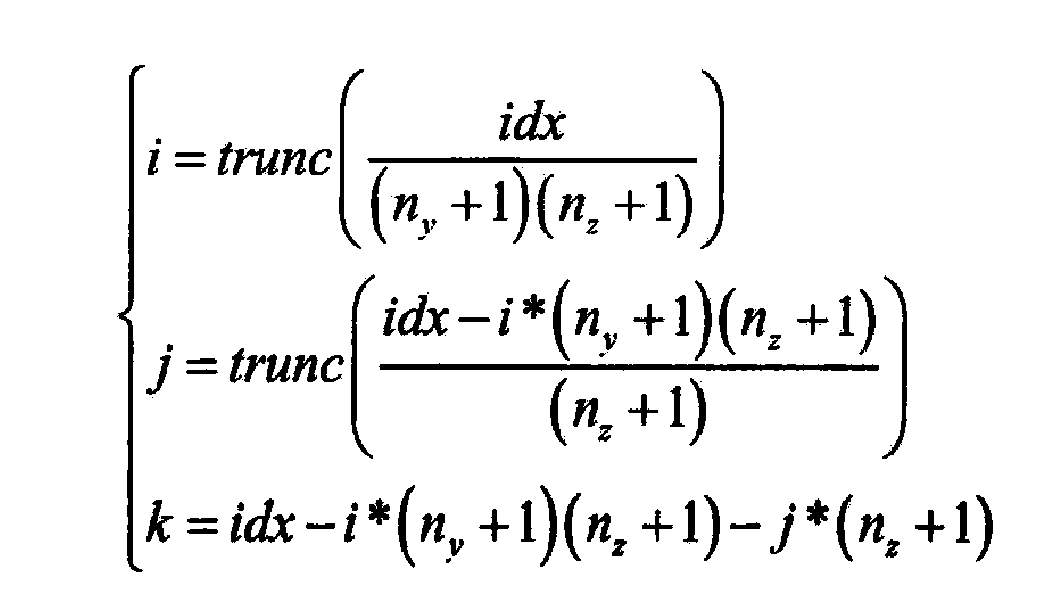 i = trunc( idx / ((n_y + 1)(n_z + 1)) )
j = trunc( (idx − i * (n_y + 1)(n_z + 1)) / (n_z + 1) )
k = idx − i * (n_y + 1)(n_z + 1) − j * (n_z + 1)